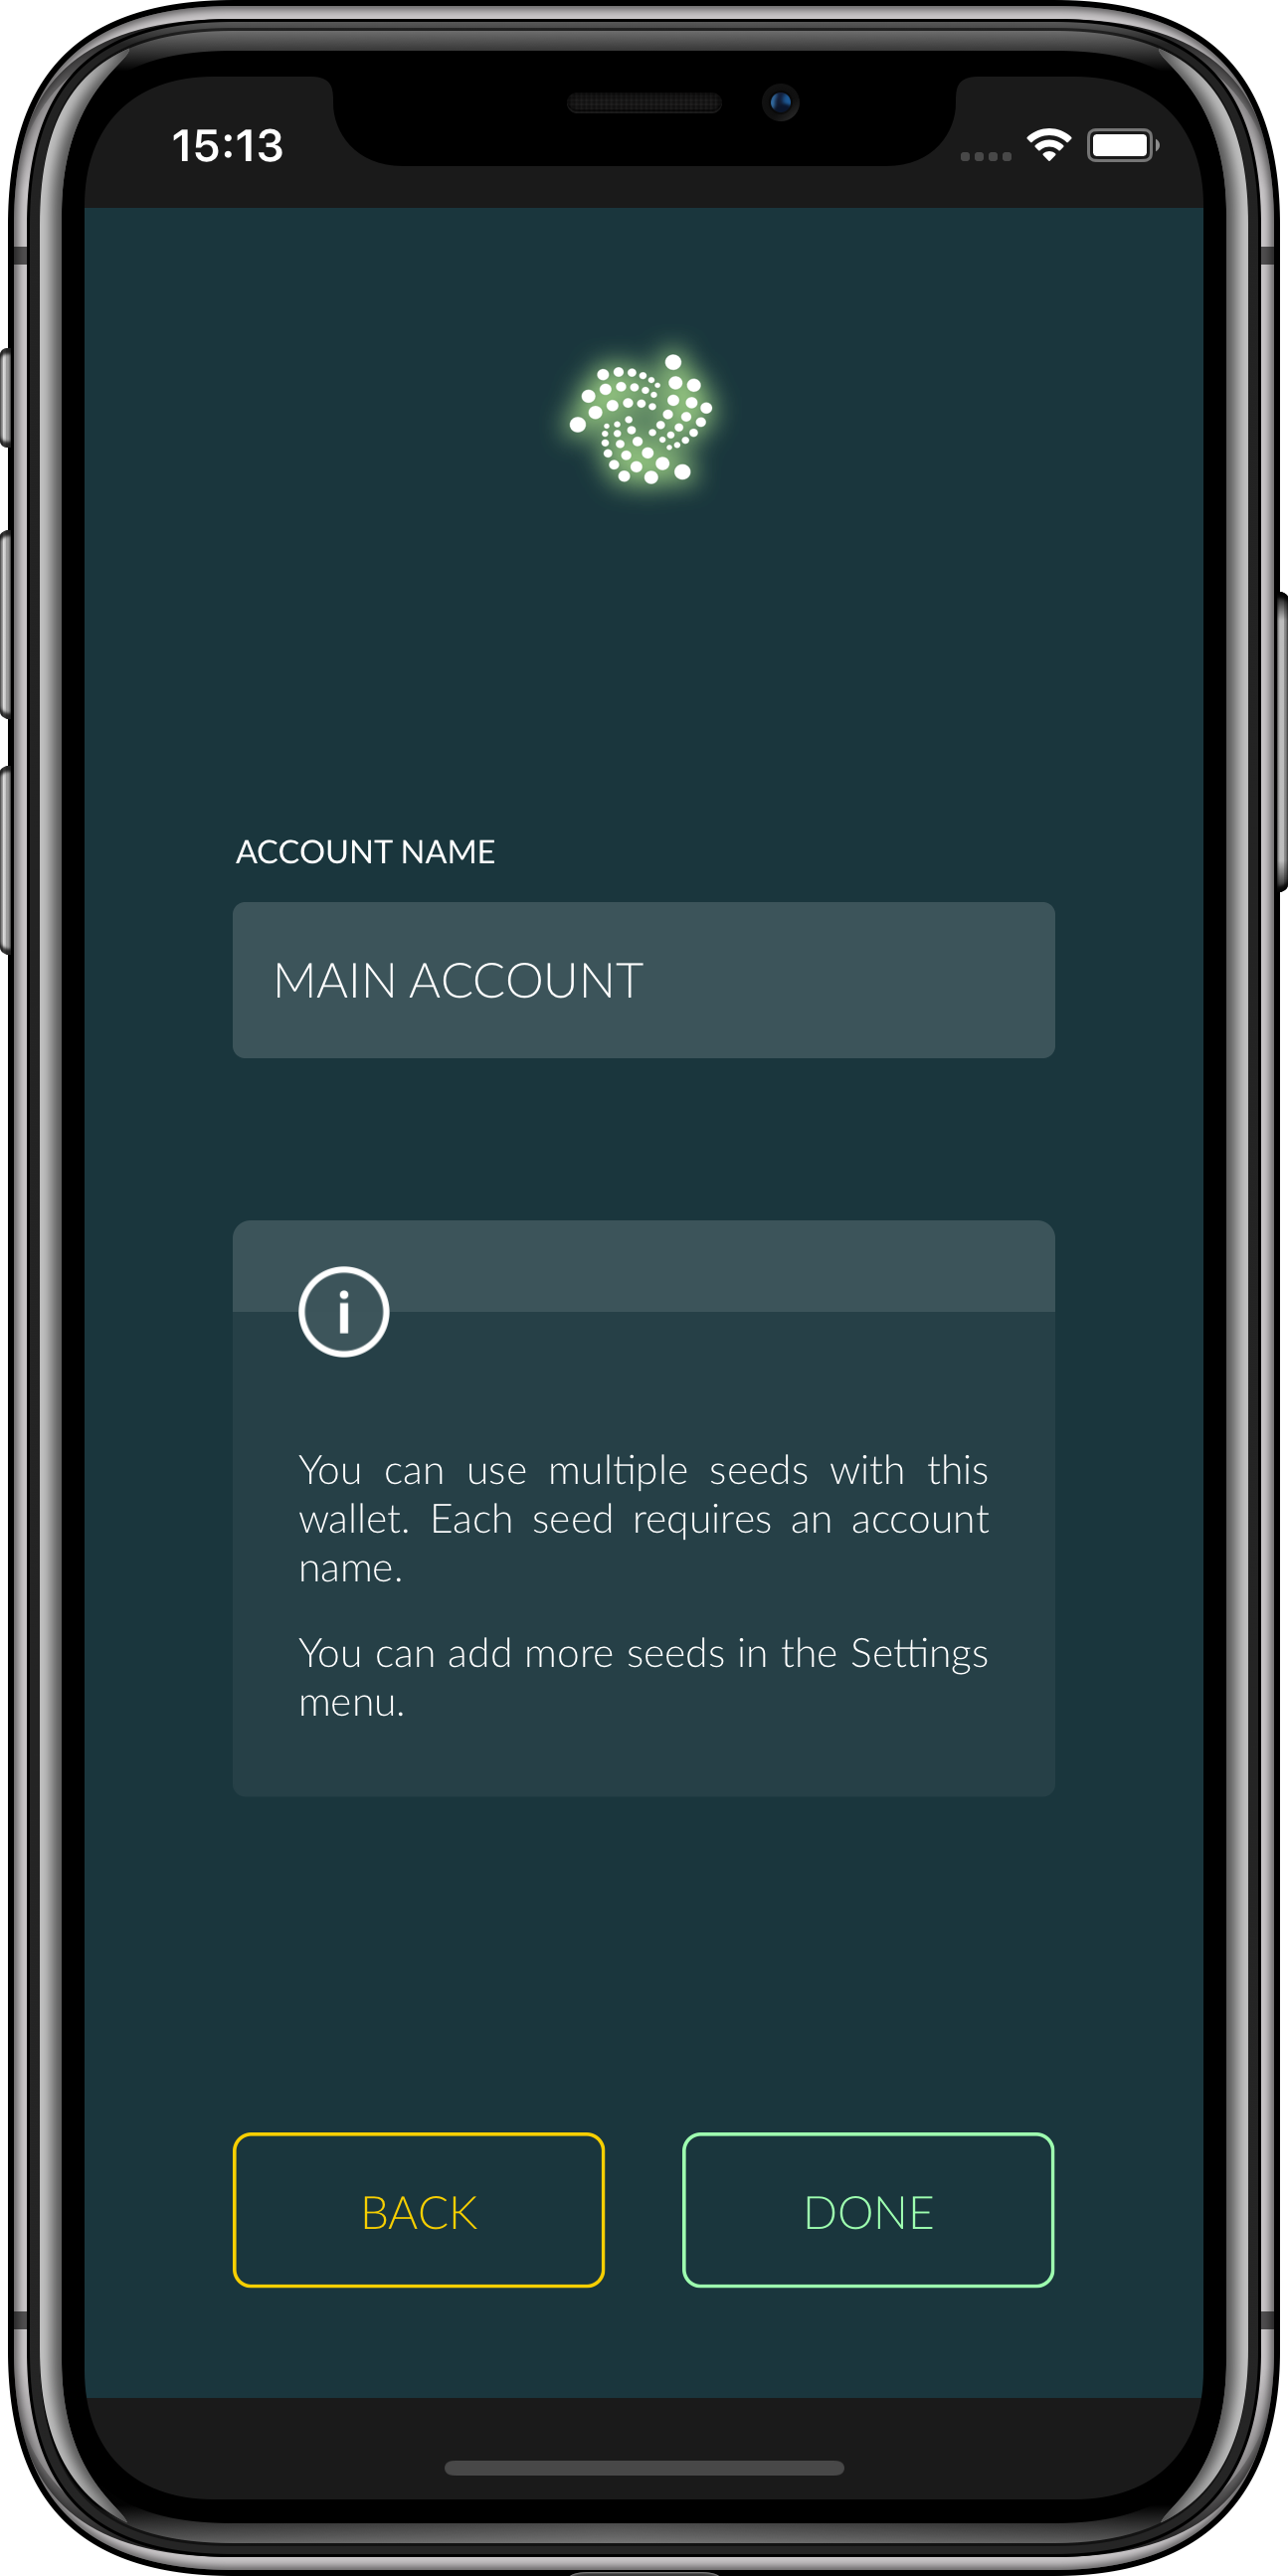 15:13
ACCOUNT NAME
MAIN ACCOUNT
i
You can use multiple seeds with this
wallet. Each seed requires an account
name.
You can add more seeds in the Settings
menu.
BACK
DONE